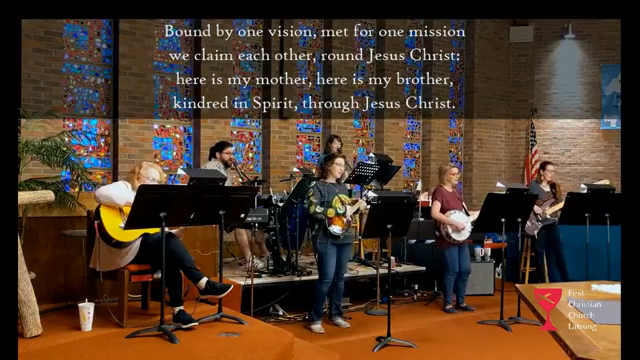 Bound by one vision, met for one mission
we claim each other, round Jesus Christ:
here is my mother, here is my brother,
kindred in Spirit, through Jesus Christ.
First
Christian
Church
Lansing